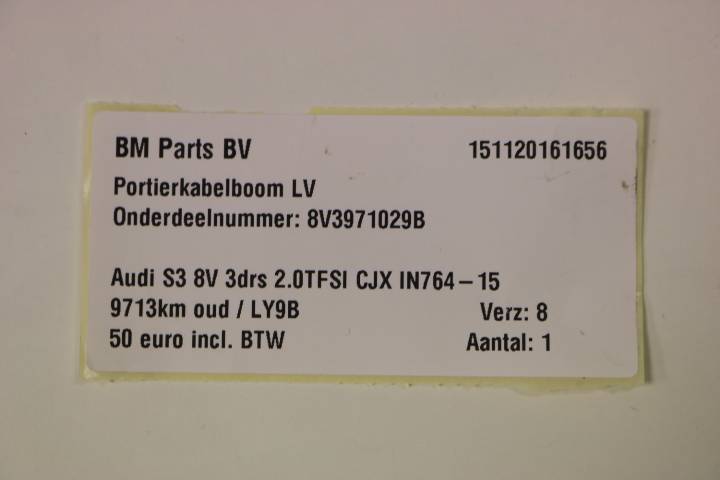 BM Parts BV 151120161656
Portierkabelboom LV
Onderdeelnummer: 8V3971029B
Audi S3 8V 3drs 2.0TFSI CJX IN764-15
9713km oud / LY9B Verz: 8
50 euro incl. BTW Aantal: 1